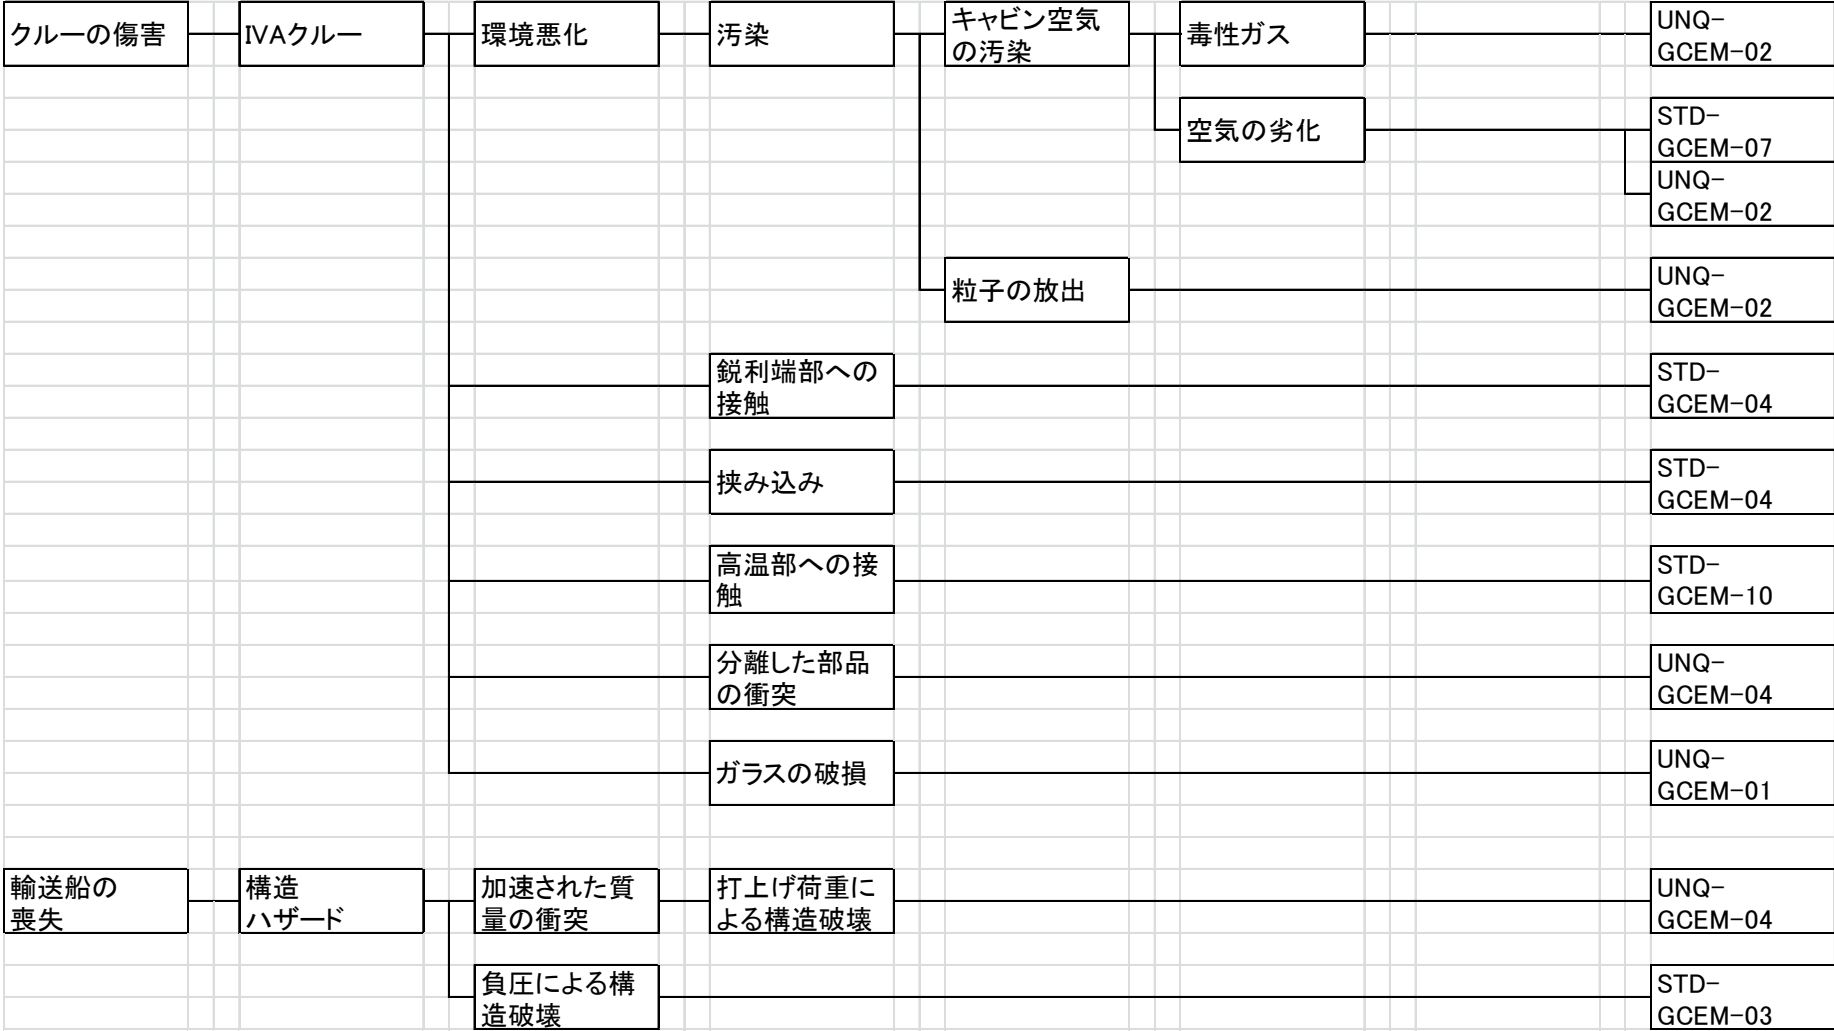 クルーの傷害
IVAクルー
環境悪化
汚染
キャビン空気
の汚染
毒性ガス
UNQ-
GCEM-02
空気の劣化
STD-
GCEM-07
UNQ-
GCEM-02
粒子の放出
UNQ-
GCEM-02
鋭利端部への
接触
STD-
GCEM-04
挟み込み
STD-
GCEM-04
高温部への接
触
STD-
GCEM-10
分離した部品
の衝突
UNQ-
GCEM-04
ガラスの破損
UNQ-
GCEM-01
輸送船の
喪失
構造
ハザード
加速された質
量の衝突
打上げ荷重に
よる構造破壊
UNQ-
GCEM-04
負圧による構
造破壊
STD-
GCEM-03